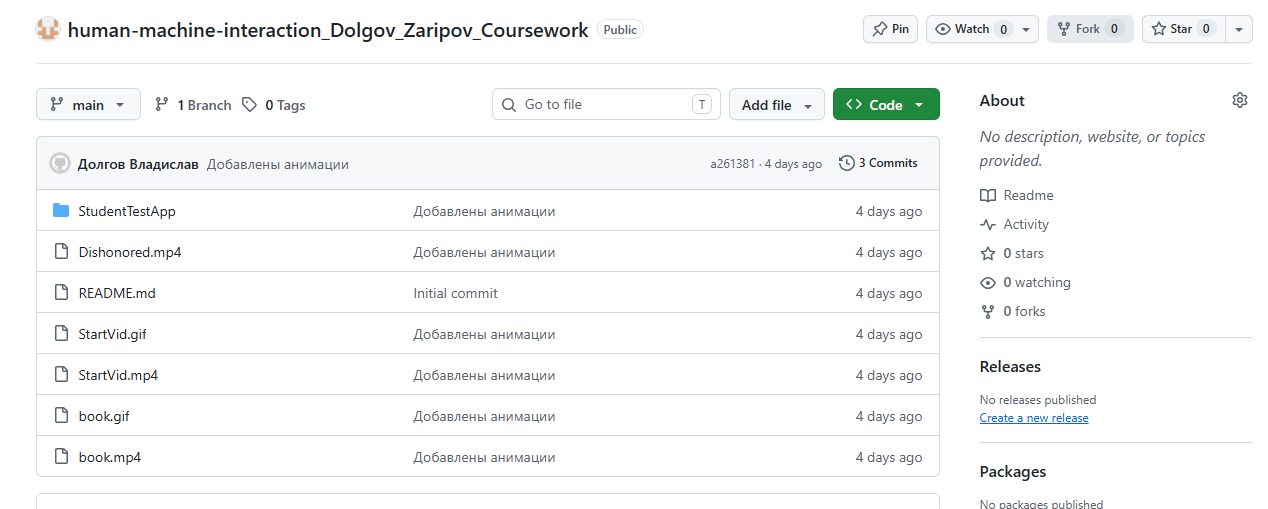 human-machine-interaction_Dolgov_Zaripov_Coursework Public Pin Watch 0 Fork 0 Star 0
main 1 Branch 0 Tags Go to file T Add file Code
Долгов Владислав Добавлены анимации a261381 · 4 days ago 3 Commits
StudentTestApp Добавлены анимации 4 days ago
Dishonored.mp4 Добавлены анимации 4 days ago
README.md Initial commit 4 days ago
StartVid.gif Добавлены анимации 4 days ago
StartVid.mp4 Добавлены анимации 4 days ago
book.gif Добавлены анимации 4 days ago
book.mp4 Добавлены анимации 4 days ago
About
No description, website, or topics
provided.
Readme
Activity
0 stars
0 watching
0 forks
Releases
No releases published
Create a new release
Packages
No packages published